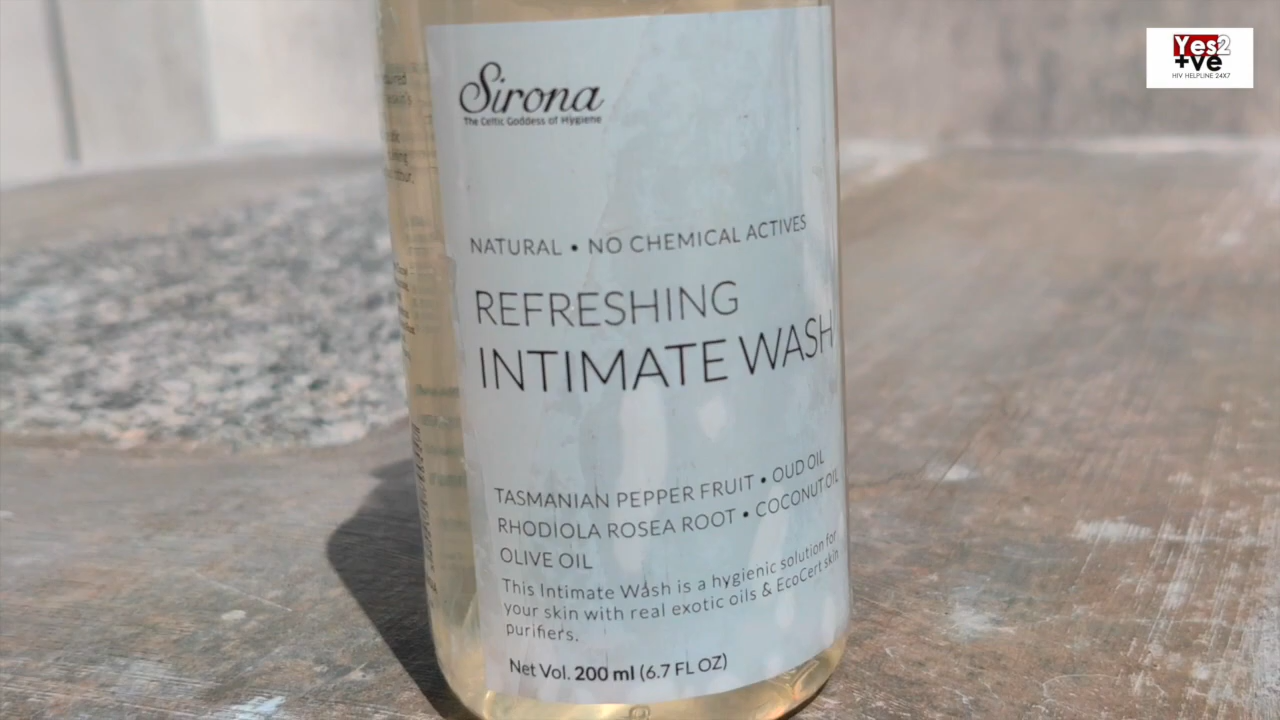 Sirona
The Celtic Goddess of Hygiene
NATURAL • NO CHEMICAL ACTIVES
REFRESHING
INTIMATE WASH
TASMANIAN PEPPER FRUIT • OUD OIL
RHODIOLA ROSEA ROOT • COCONUT OIL
OLIVE OIL
This Intimate Wash is a hygienic solution for
your skin with real exotic oils & EcoCert skin
purifiers.
Net Vol. 200 ml (6.7 FL OZ)
Yes2
+ve
HIV HELPLINE 24X7